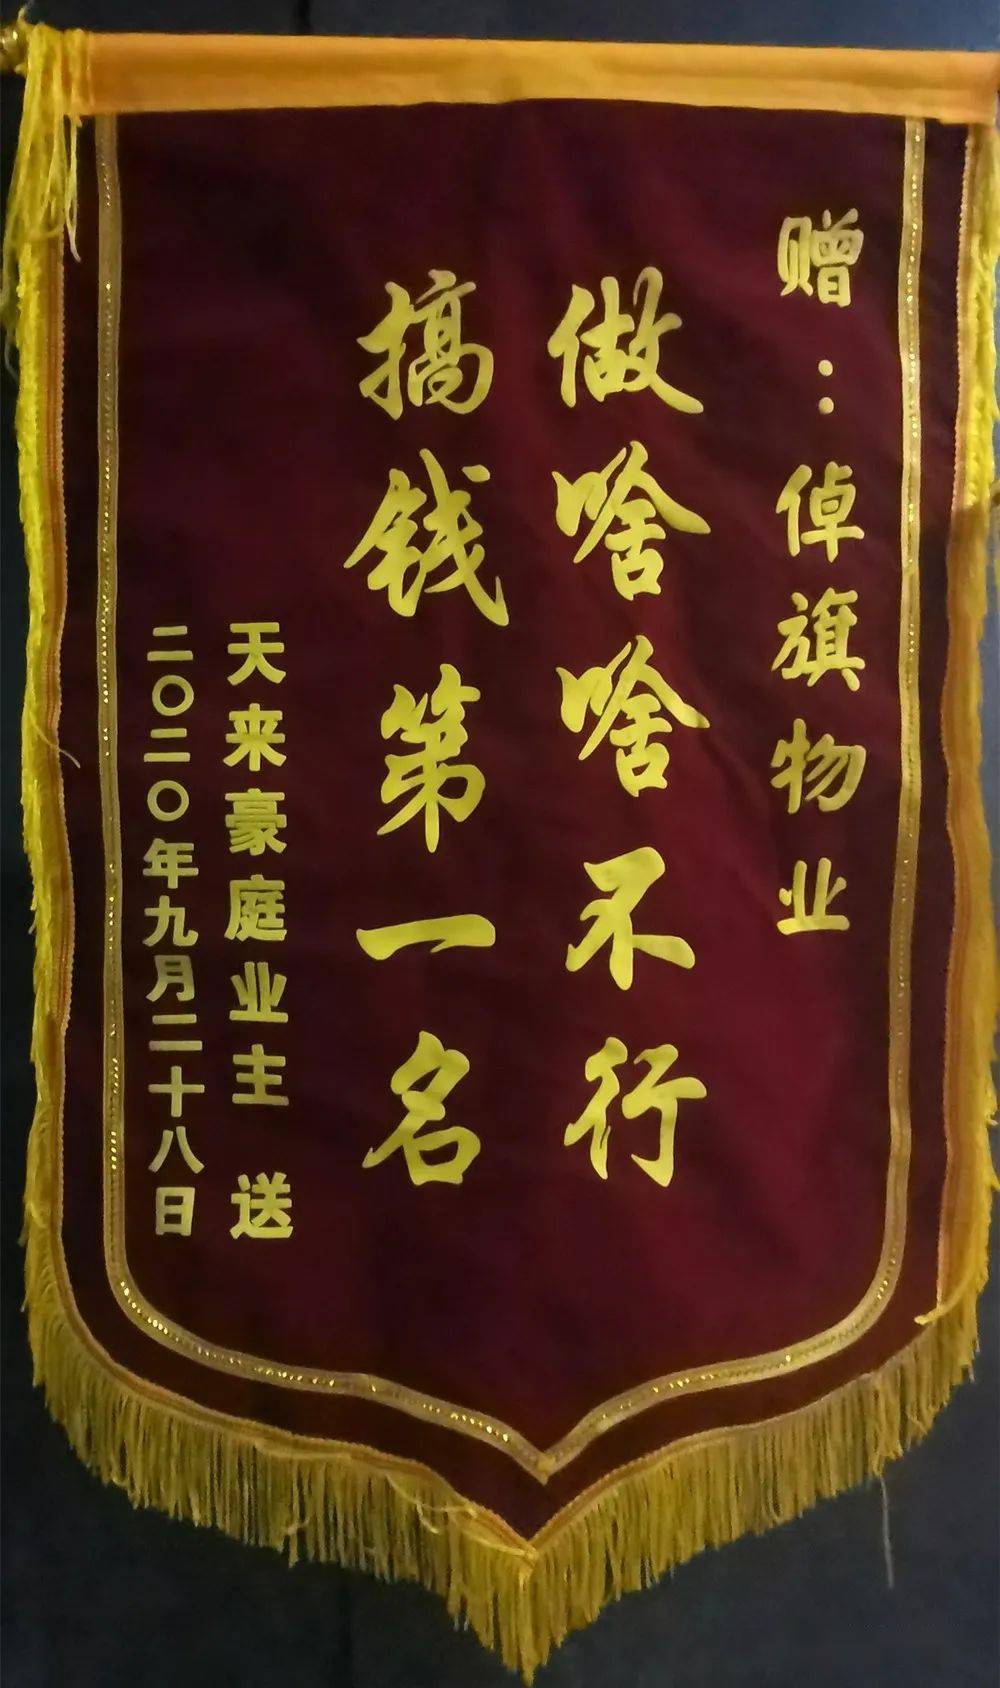 赠：倬旗物业
做啥啥不行
搞钱第一名
天来豪庭业主 送
二〇二〇年九月二十八日